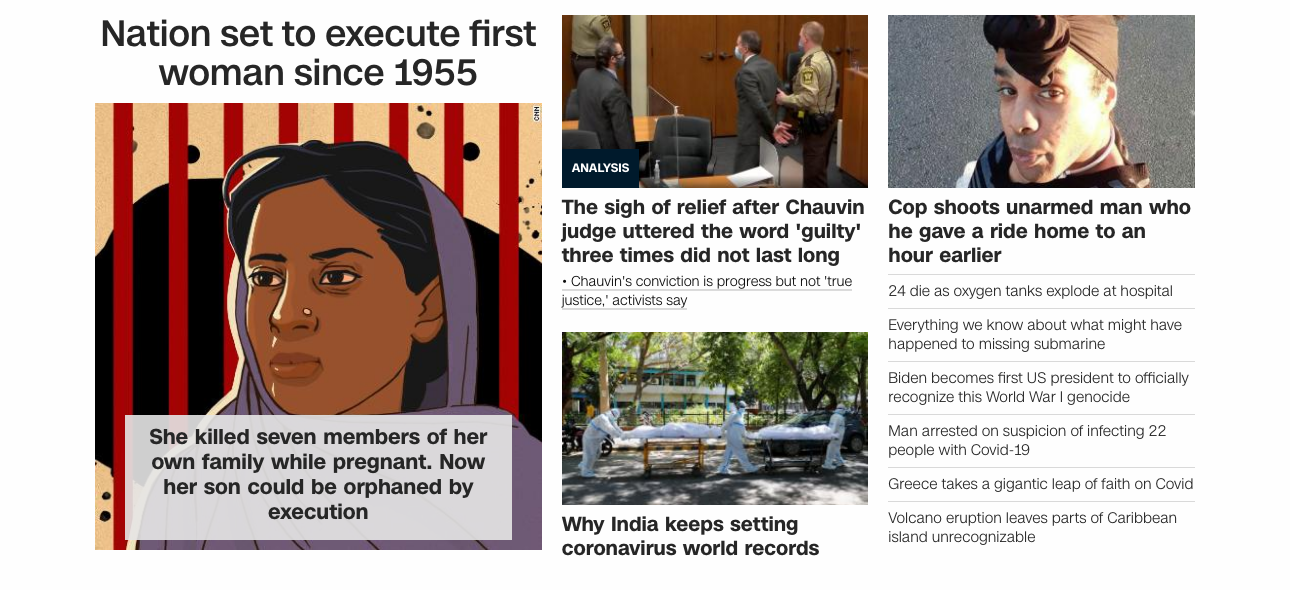 Nation set to execute first
woman since 1955
CNN
She killed seven members of her
own family while pregnant. Now
her son could be orphaned by
execution
ANALYSIS
The sigh of relief after Chauvin
judge uttered the word 'guilty'
three times did not last long
• Chauvin's conviction is progress but not 'true
justice,' activists say
Why India keeps setting
coronavirus world records
Cop shoots unarmed man who
he gave a ride home to an
hour earlier
24 die as oxygen tanks explode at hospital
Everything we know about what might have
happened to missing submarine
Biden becomes first US president to officially
recognize this World War I genocide
Man arrested on suspicion of infecting 22
people with Covid-19
Greece takes a gigantic leap of faith on Covid
Volcano eruption leaves parts of Caribbean
island unrecognizable